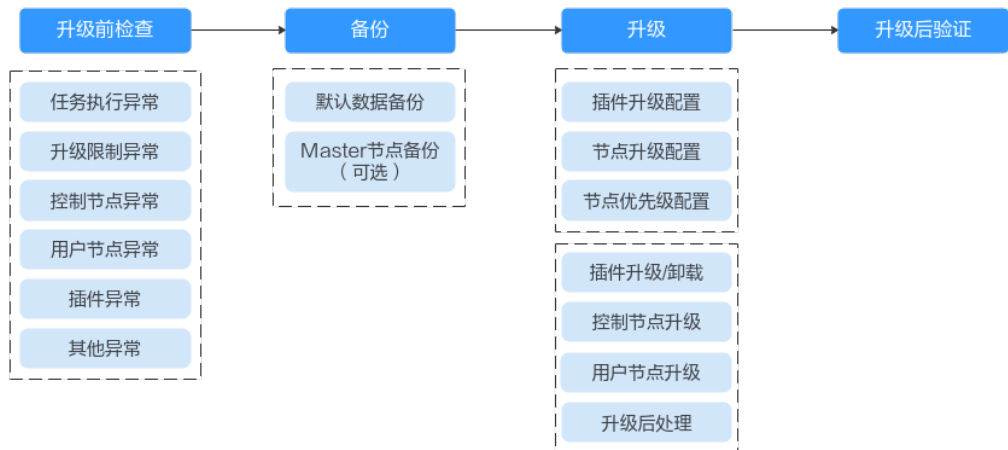 升级前检查
备份
升级
升级后验证
任务执行异常
升级限制异常
控制节点异常
用户节点异常
插件异常
其他异常
默认数据备份
Master节点备份
（可选）
插件升级配置
节点升级配置
节点优先级配置
插件升级/卸载
控制节点升级
用户节点升级
升级后处理